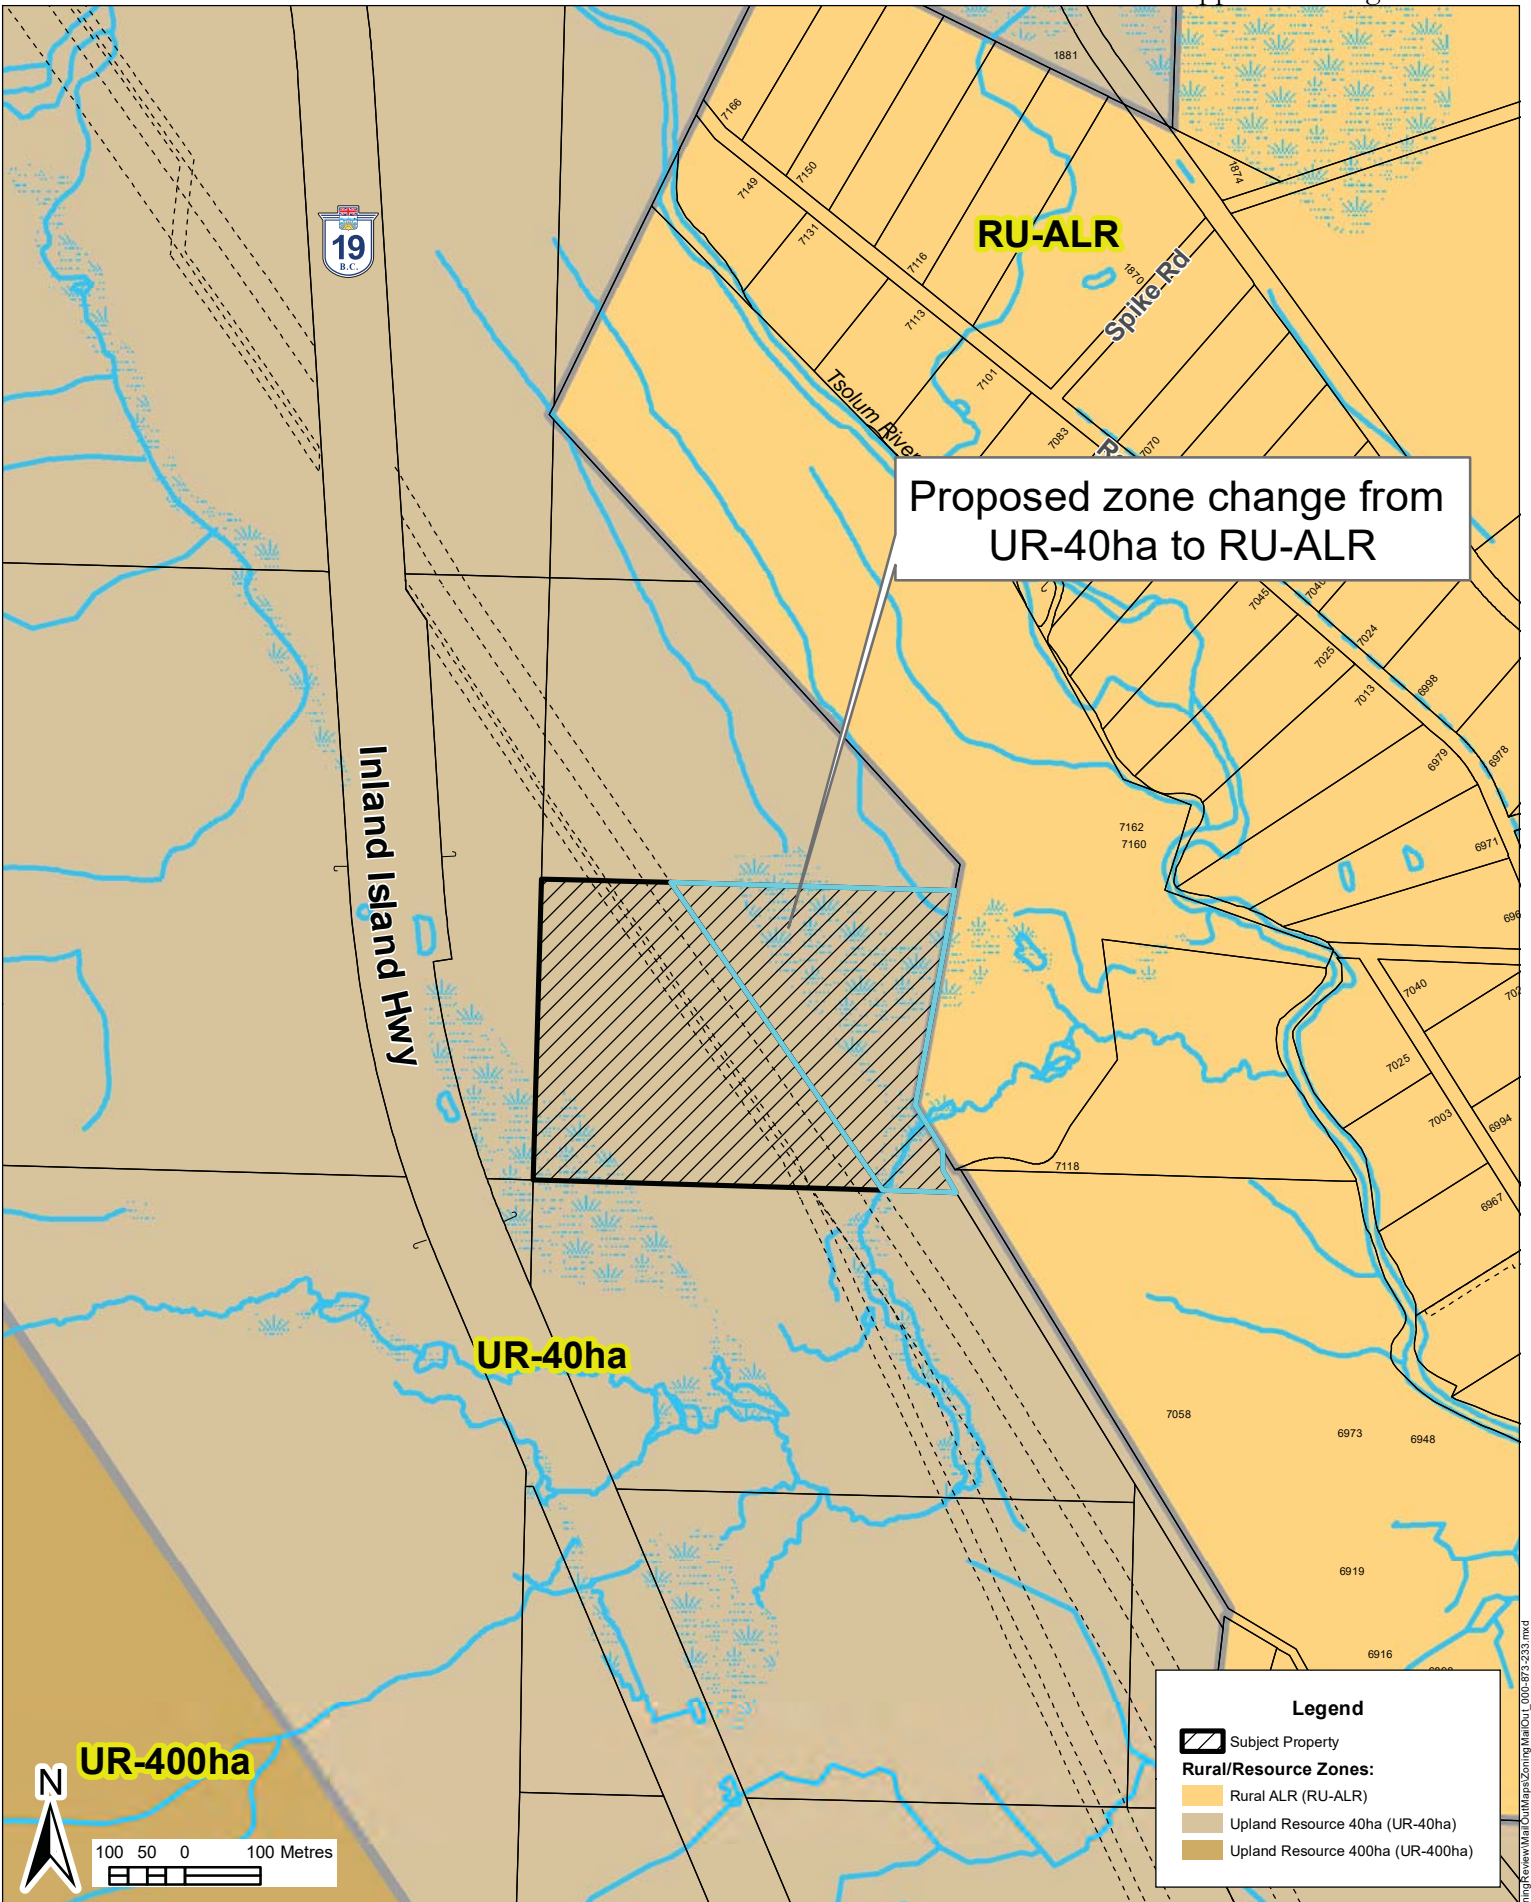 1881
7166
7150
7149
7131
1874
RU-ALR
19
B.C.
7116
1870
Spike Rd
7113
7101
Tsolum River
7083
7070
Proposed zone change from
UR-40ha to RU-ALR
7045
7024
7025
7013
6998
6979
6978
Inland Island Hwy
7162
7160
6971
7040
7025
7003
6994
7118
6967
UR-40ha
7058
6973
6948
6919
6916
UR-400ha
N
100 50 0 100 Metres
Legend
Subject Property
Rural/Resource Zones:
Rural ALR (RU-ALR)
Upland Resource 40ha (UR-40ha)
Upland Resource 400ha (UR-400ha)